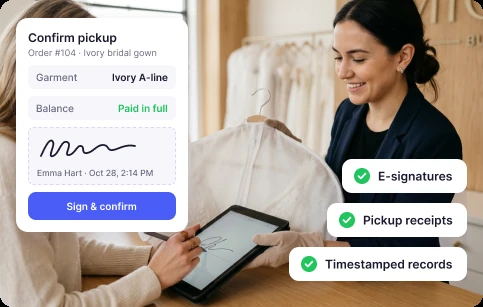 Confirm pickup
Order #104 · Ivory bridal gown
Garment Ivory A-line
Balance Paid in full
Emma Hart · Oct 28, 2:14 PM
Sign & confirm
E-signatures
Pickup receipts
Timestamped records